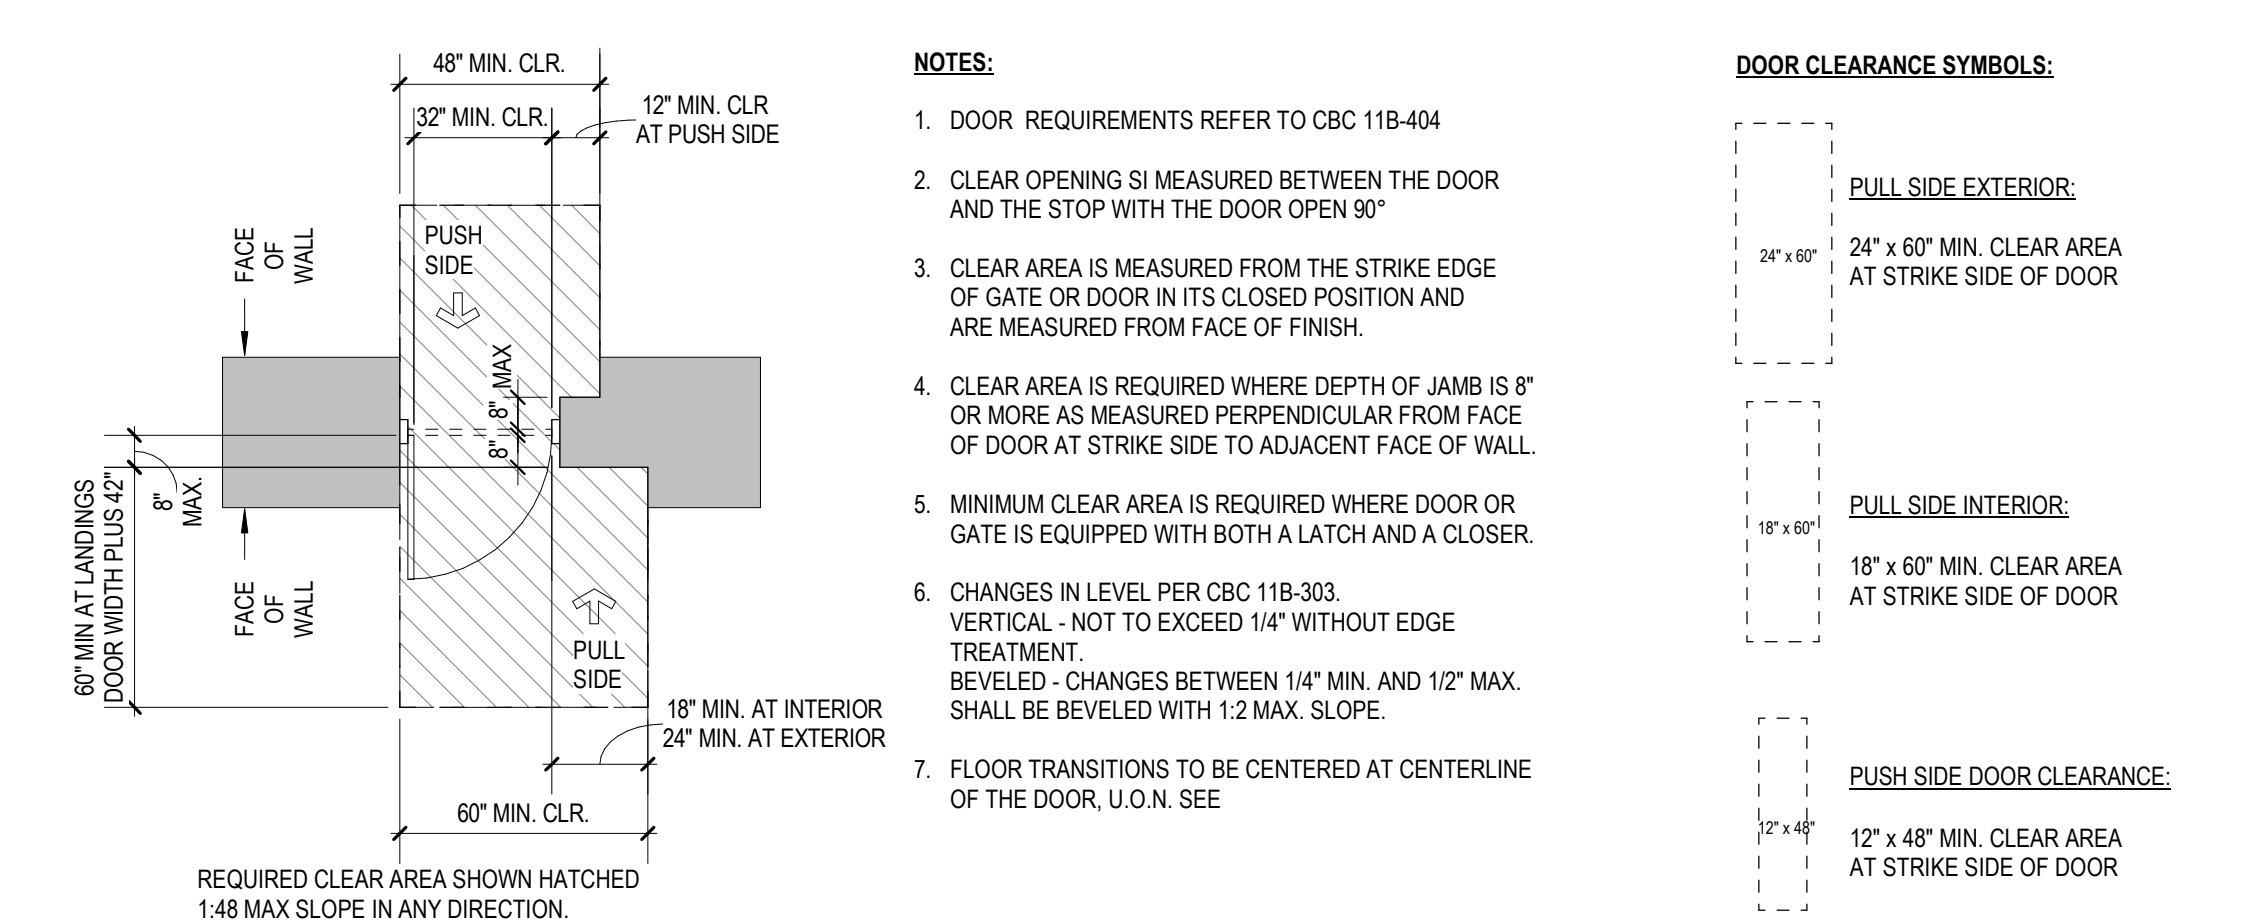 48" MIN. CLR.
32" MIN. CLR.
12" MIN. CLR
AT PUSH SIDE
PUSH
SIDE
FACE
OF
WALL
8" MAX
8"
8"
MAX.
60" MIN AT LANDINGS
DOOR WIDTH PLUS 42"
FACE
OF
WALL
PULL
SIDE
18" MIN. AT INTERIOR
24" MIN. AT EXTERIOR
60" MIN. CLR.
REQUIRED CLEAR AREA SHOWN HATCHED
1:48 MAX SLOPE IN ANY DIRECTION.
NOTES:
1. DOOR REQUIREMENTS REFER TO CBC 11B-404
2. CLEAR OPENING SI MEASURED BETWEEN THE DOOR
AND THE STOP WITH THE DOOR OPEN 90°
3. CLEAR AREA IS MEASURED FROM THE STRIKE EDGE
OF GATE OR DOOR IN ITS CLOSED POSITION AND
ARE MEASURED FROM FACE OF FINISH.
4. CLEAR AREA IS REQUIRED WHERE DEPTH OF JAMB IS 8"
OR MORE AS MEASURED PERPENDICULAR FROM FACE
OF DOOR AT STRIKE SIDE TO ADJACENT FACE OF WALL.
5. MINIMUM CLEAR AREA IS REQUIRED WHERE DOOR OR
GATE IS EQUIPPED WITH BOTH A LATCH AND A CLOSER.
6. CHANGES IN LEVEL PER CBC 11B-303.
VERTICAL - NOT TO EXCEED 1/4" WITHOUT EDGE
TREATMENT.
BEVELED - CHANGES BETWEEN 1/4" MIN. AND 1/2" MAX.
SHALL BE BEVELED WITH 1:2 MAX. SLOPE.
7. FLOOR TRANSITIONS TO BE CENTERED AT CENTERLINE
OF THE DOOR, U.O.N. SEE
DOOR CLEARANCE SYMBOLS:
24" x 60"
PULL SIDE EXTERIOR:
24" x 60" MIN. CLEAR AREA
AT STRIKE SIDE OF DOOR
18" x 60"
PULL SIDE INTERIOR:
18" x 60" MIN. CLEAR AREA
AT STRIKE SIDE OF DOOR
12" x 48"
PUSH SIDE DOOR CLEARANCE:
12" x 48" MIN. CLEAR AREA
AT STRIKE SIDE OF DOOR